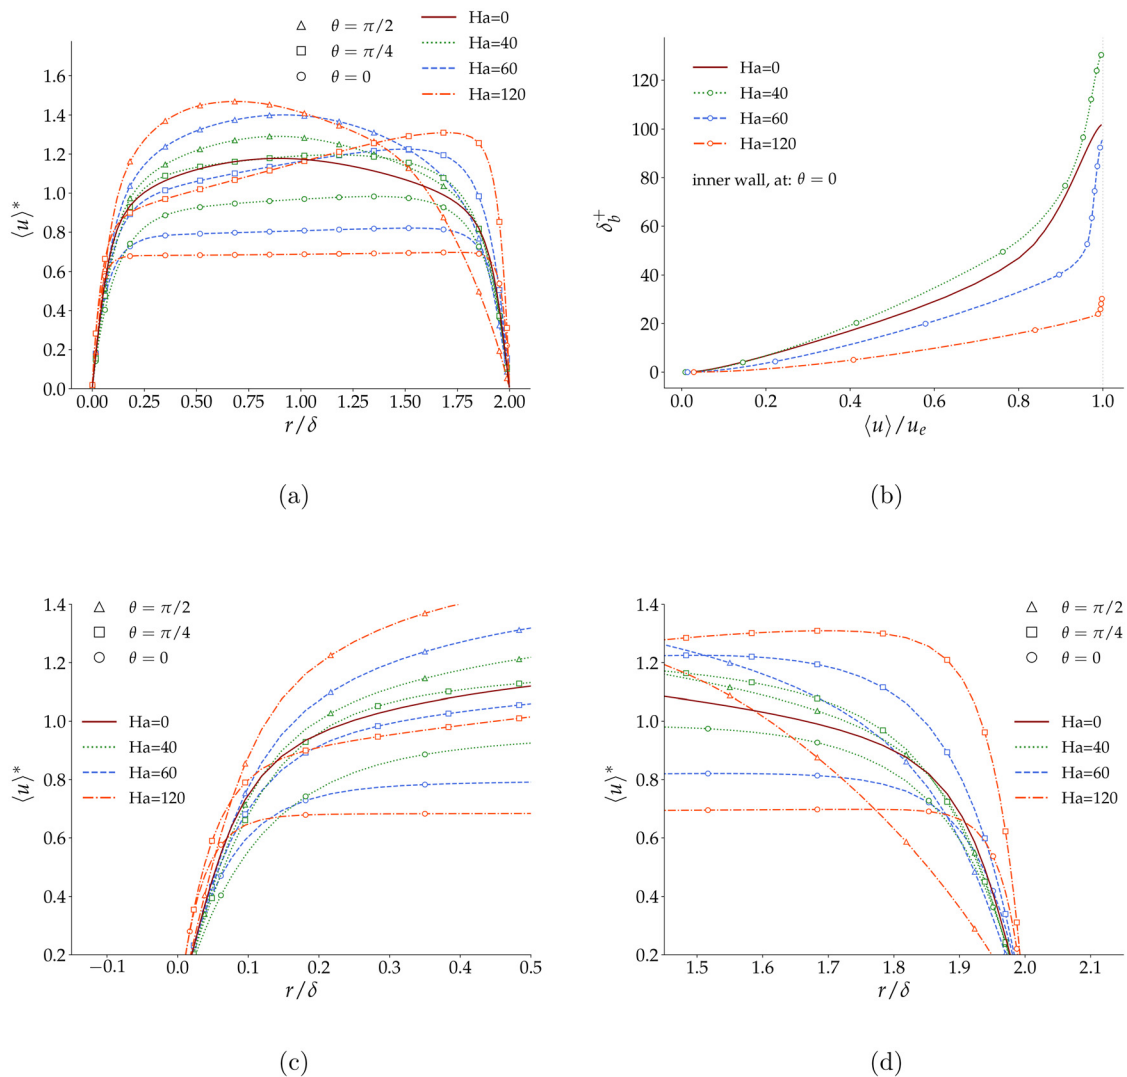 θ = π/2
θ = π/4
θ = 0
Ha=0
Ha=40
Ha=60
Ha=120
1.6
1.4
1.2
1.0
0.8
0.6
0.4
0.2
0.0
⟨u⟩*
0.00 0.25 0.50 0.75 1.00 1.25 1.50 1.75 2.00
r/δ
(a)
Ha=0
Ha=40
Ha=60
Ha=120
inner wall, at: θ = 0
120
100
80
60
40
20
0
δ_b^+
0.0 0.2 0.4 0.6 0.8 1.0
⟨u⟩/u_e
(b)
θ = π/2
θ = π/4
θ = 0
Ha=0
Ha=40
Ha=60
Ha=120
1.4
1.2
1.0
0.8
0.6
0.4
0.2
⟨u⟩*
−0.1 0.0 0.1 0.2 0.3 0.4 0.5
r/δ
(c)
θ = π/2
θ = π/4
θ = 0
Ha=0
Ha=40
Ha=60
Ha=120
1.4
1.2
1.0
0.8
0.6
0.4
0.2
⟨u⟩*
1.5 1.6 1.7 1.8 1.9 2.0 2.1
r/δ
(d)